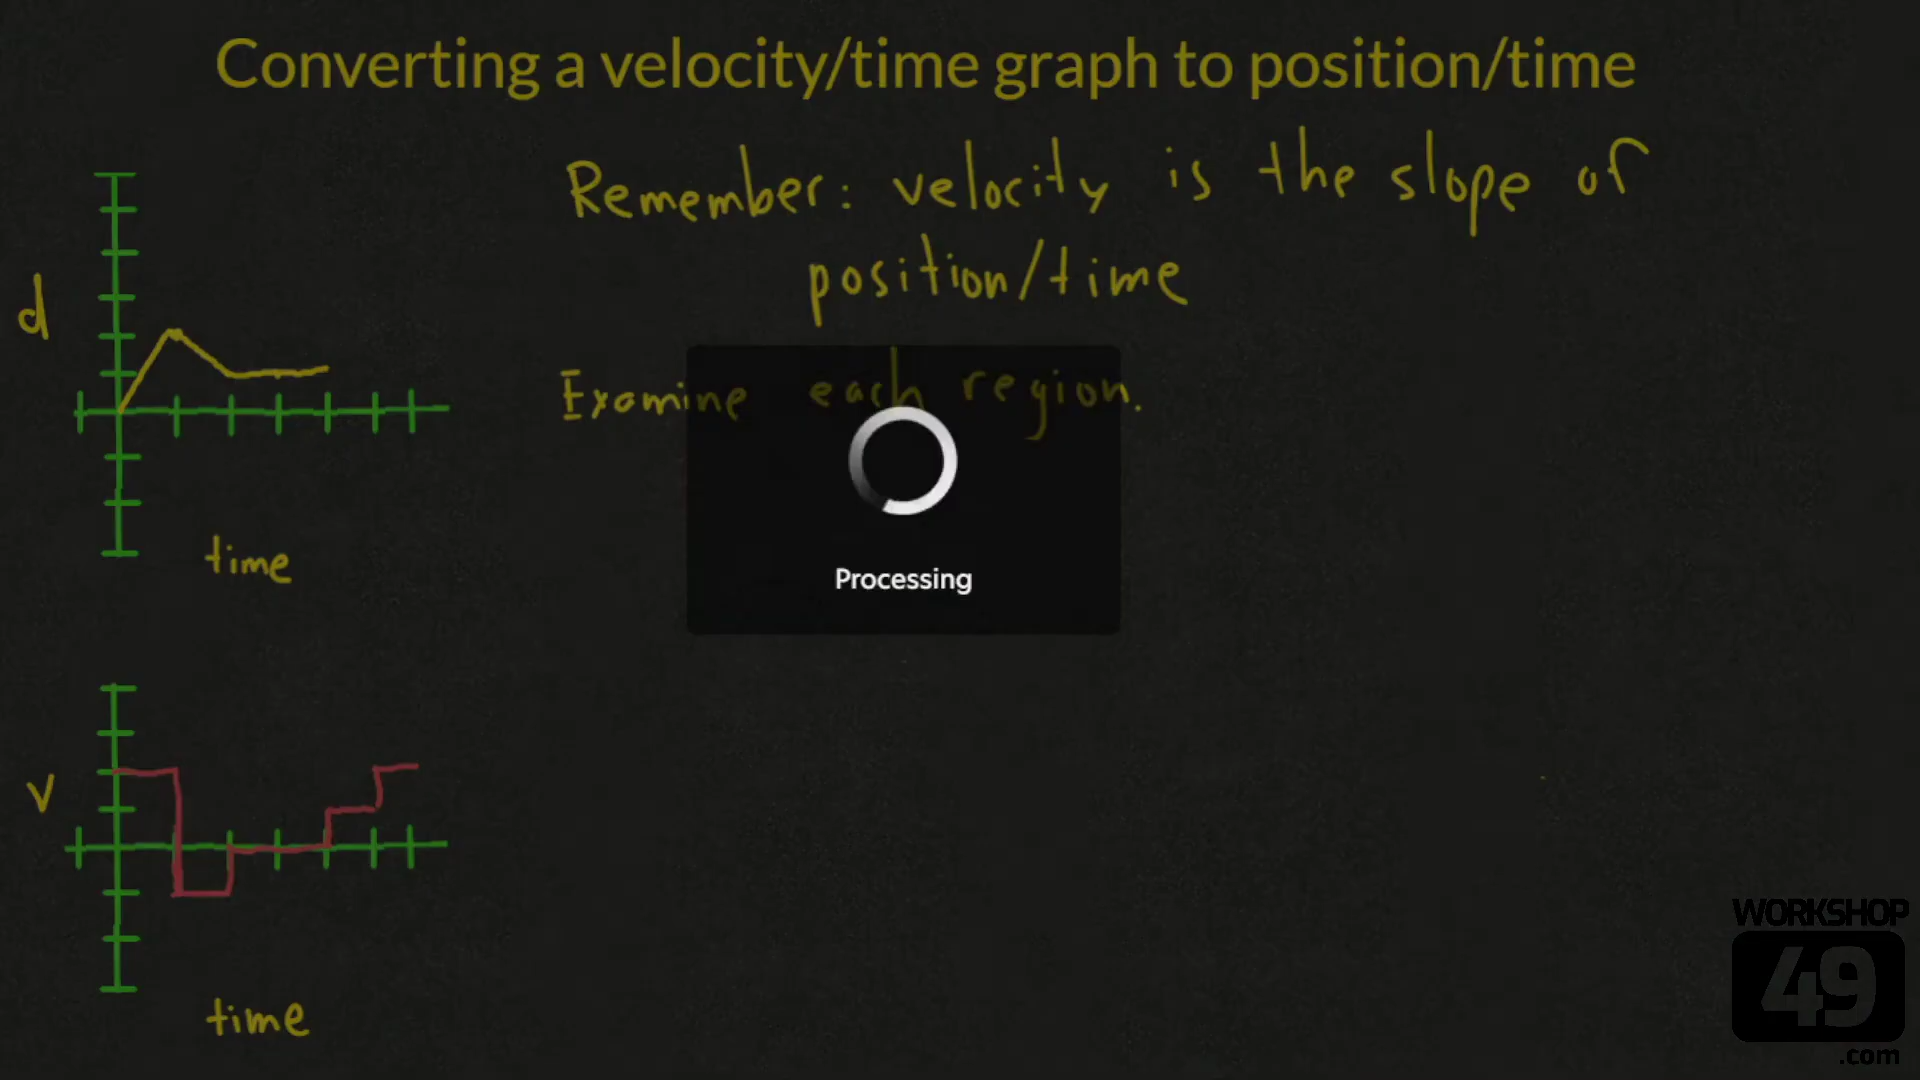 Converting a velocity/time graph to position/time
Remember: velocity is the slope of
position/time
d
Examine each region.
Processing
time
v
time
WORKSHOP
49
.com